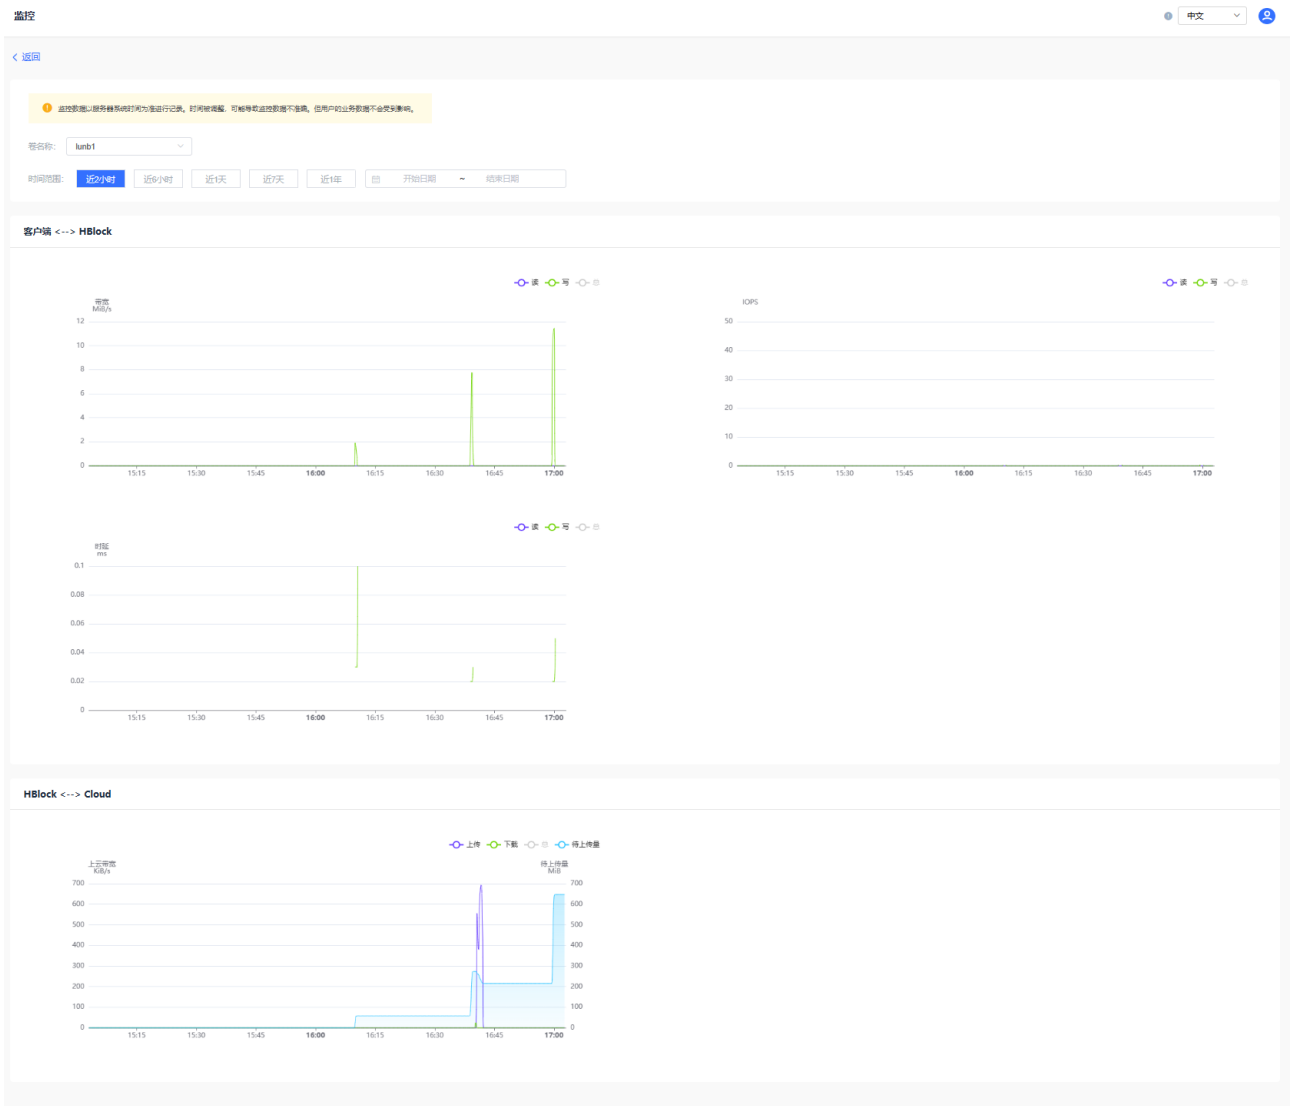 监控
中文
返回
监控数据以服务器系统时间为准进行记录。时间被调整，可能导致监控数据不准确。但用户的业务数据不会受到影响。
卷名称: lunb1
时间范围: 近2小时 近6小时 近1天 近7天 近1年 开始日期 ~ 结束日期
客户端 <--> HBlock
读 写 总
带宽
MiB/s
12
10
8
6
4
2
0
15:15 15:30 15:45 16:00 16:15 16:30 16:45 17:00
读 写 总
IOPS
50
40
30
20
10
0
15:15 15:30 15:45 16:00 16:15 16:30 16:45 17:00
读 写 总
时延
ms
0.1
0.08
0.06
0.04
0.02
0
15:15 15:30 15:45 16:00 16:15 16:30 16:45 17:00
HBlock <--> Cloud
上传 下载 总 待上传量
上云带宽 待上传量
KiB/s MiB
700 700
600 600
500 500
400 400
300 300
200 200
100 100
0 0
15:15 15:30 15:45 16:00 16:15 16:30 16:45 17:00